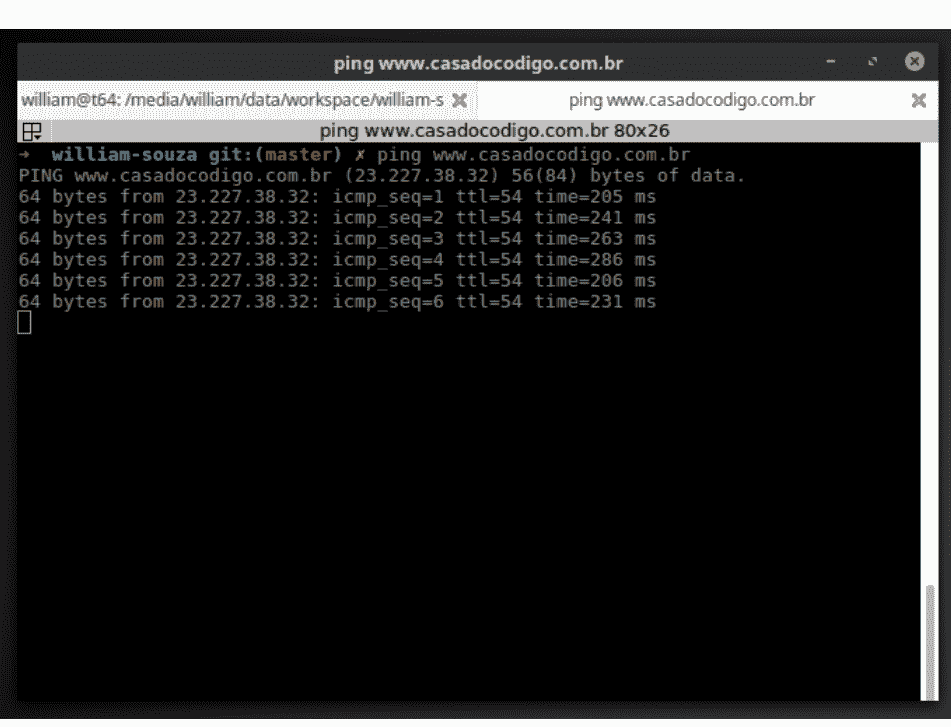 ping www.casadocodigo.com.br
william@t64: /media/william/data/workspace/william-s
ping www.casadocodigo.com.br
ping www.casadocodigo.com.br 80x26
→ william-souza git:(master) ✗ ping www.casadocodigo.com.br
PING www.casadocodigo.com.br (23.227.38.32) 56(84) bytes of data.
64 bytes from 23.227.38.32: icmp_seq=1 ttl=54 time=205 ms
64 bytes from 23.227.38.32: icmp_seq=2 ttl=54 time=241 ms
64 bytes from 23.227.38.32: icmp_seq=3 ttl=54 time=263 ms
64 bytes from 23.227.38.32: icmp_seq=4 ttl=54 time=286 ms
64 bytes from 23.227.38.32: icmp_seq=5 ttl=54 time=206 ms
64 bytes from 23.227.38.32: icmp_seq=6 ttl=54 time=231 ms